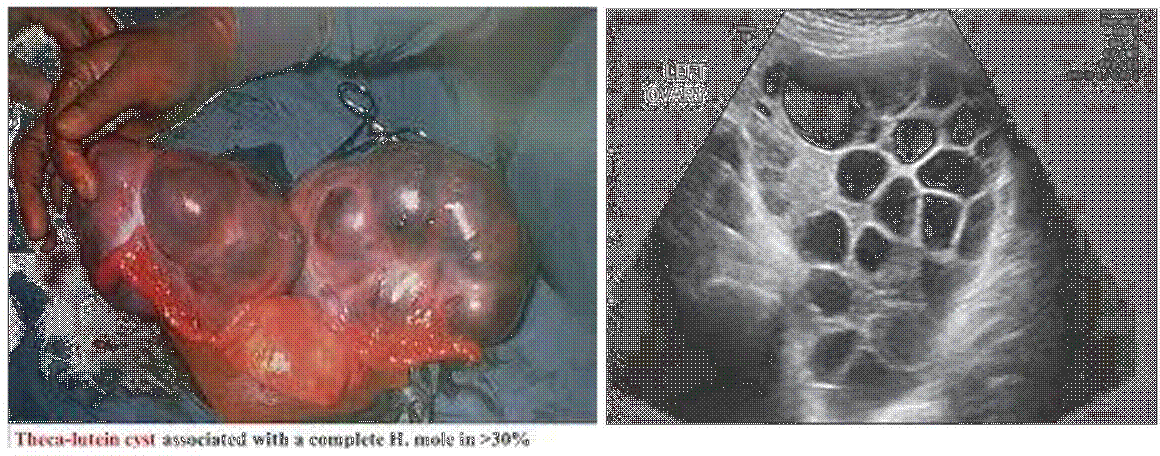 LEFT
OVARY
Theca-lutein cyst associated with a complete H. mole in >30%